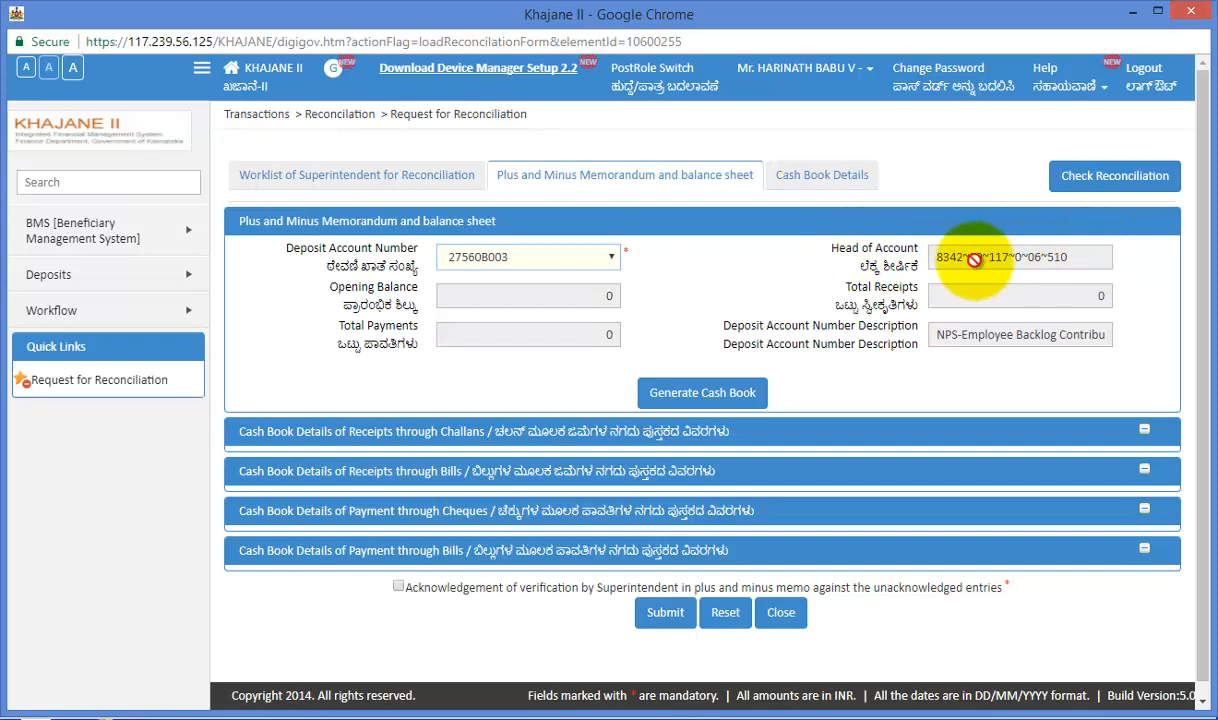 Khajane II - Google Chrome
Secure | https://117.239.56.125/KHAJANE/digigov.htm?actionFlag=loadReconcilationForm&elementId=10600255
A A A
KHAJANE II
ಖಜಾನೆ-II
G NEW
Download Device Manager Setup 2.2 NEW
PostRole Switch
ಹುದ್ದೆ/ಪಾತ್ರ ಬದಲಾವಣೆ
Mr. HARINATH BABU V -
Change Password
ಪಾಸ್ ವರ್ಡ್ ಅನ್ನು ಬದಲಿಸಿ
Help NEW
ಸಹಾಯವಾಣಿ
Logout
ಲಾಗ್ ಔಟ್
KHAJANE II
Integrated Financial Management System
Finance Department, Government of Karnataka
Transactions > Reconcilation > Request for Reconciliation
Search
BMS [Beneficiary
Management System]
Deposits
Workflow
Quick Links
Request for Reconciliation
Worklist of Superintendent for Reconciliation
Plus and Minus Memorandum and balance sheet
Cash Book Details
Check Reconciliation
Plus and Minus Memorandum and balance sheet
Deposit Account Number 27560B003 *
ಠೇವಣಿ ಖಾತೆ ಸಂಖ್ಯೆ
Head of Account
ಲೆಕ್ಕ ಶೀರ್ಷಿಕೆ
Opening Balance 0
ಪ್ರಾರಂಭಿಕ ಶಿಲ್ಕು
Total Receipts 0
ಒಟ್ಟು ಸ್ವೀಕೃತಿಗಳು
Total Payments 0
ಒಟ್ಟು ಪಾವತಿಗಳು
Deposit Account Number Description NPS-Employee Backlog Contribu
Deposit Account Number Description
Generate Cash Book
Cash Book Details of Receipts through Challans / ಚಲನ್ ಮೂಲಕ ಜಮೆಗಳ ನಗದು ಪುಸ್ತಕದ ವಿವರಗಳು
Cash Book Details of Receipts through Bills / ಬಿಲ್ಲುಗಳ ಮೂಲಕ ಜಮೆಗಳ ನಗದು ಪುಸ್ತಕದ ವಿವರಗಳು
Cash Book Details of Payment through Cheques / ಚೆಕ್ಕುಗಳ ಮೂಲಕ ಪಾವತಿಗಳ ನಗದು ಪುಸ್ತಕದ ವಿವರಗಳು
Cash Book Details of Payment through Bills / ಬಿಲ್ಲುಗಳ ಮೂಲಕ ಪಾವತಿಗಳ ನಗದು ಪುಸ್ತಕದ ವಿವರಗಳು
Acknowledgement of verification by Superintendent in plus and minus memo against the unacknowledged entries *
Submit Reset Close
Copyright 2014. All rights reserved. Fields marked with * are mandatory. | All amounts are in INR. | All the dates are in DD/MM/YYYY format. | Build Version:5.0